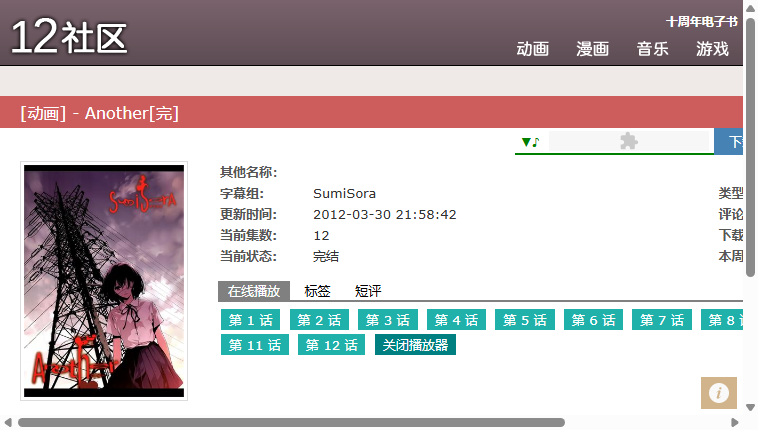 12社区
十周年电子书
动画 漫画 音乐 游戏
[动画] - Another[完]
▼♪
SumiSora
Another
其他名称:
字幕组: SumiSora 类型
更新时间: 2012-03-30 21:58:42 评论
当前集数: 12 下载
当前状态: 完结 本周
在线播放 标签 短评
第 1 话 第 2 话 第 3 话 第 4 话 第 5 话 第 6 话 第 7 话 第 8
第 11 话 第 12 话 关闭播放器